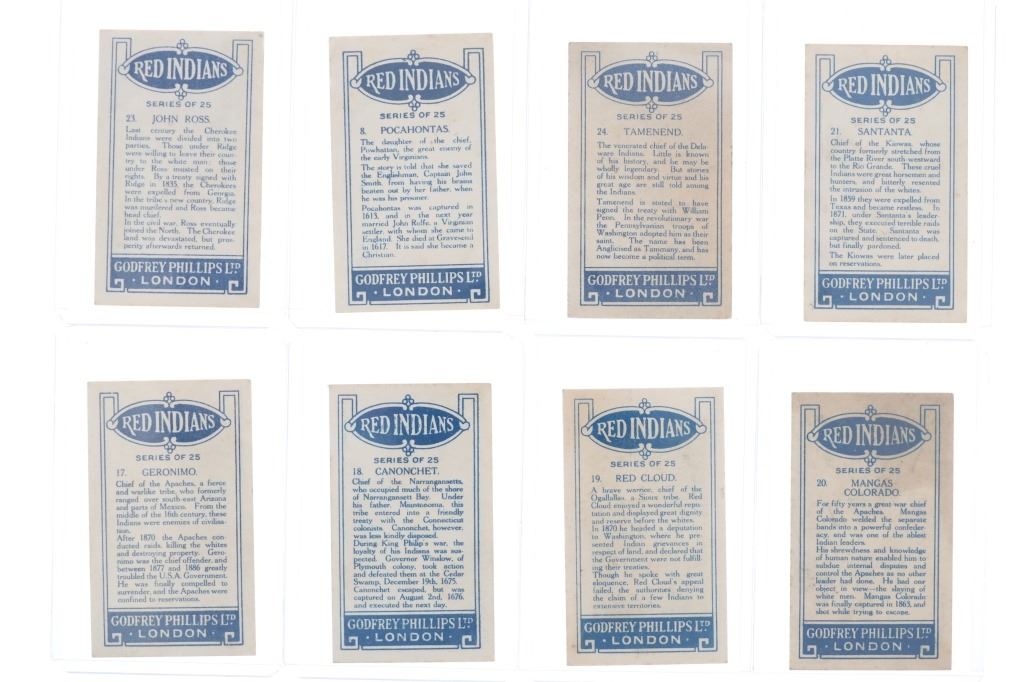 RED INDIANS
SERIES OF 25
23. JOHN ROSS.
Last century the Cherokee
Indians were divided into two
parties. Those under Ridge
were willing to leave their coun-
try to the white man: those
under Ross insisted on their
rights. By a treaty signed with
Ridge in 1835, the Cherokees
were expelled from Georgia.
In the tribe's new country, Ridge
was murdered and Ross became
head chief.
In the civil war, Ross eventually
joined the North. The Cherokee
land was devastated, but pros-
perity afterwards returned.
GODFREY PHILLIPS LTD
· LONDON ·
RED INDIANS
SERIES OF 25
8. POCAHONTAS.
The daughter of the chief,
Powhattan, the great enemy of
the early Virginians.
The story is told that she saved
the Englishman, Captain John
Smith, from having his brains
beaten out by her father, when
he was his prisoner.
Pocahontas was captured in
1613, and in the next year
married John Rolfe, a Virginian
settler, with whom she came to
England. She died at Gravesend
in 1617. It is said she became a
Christian.
GODFREY PHILLIPS LTD
· LONDON ·
RED INDIANS
SERIES OF 25
24. TAMENEND.
The venerated chief of the Dela-
ware Indians. Little is known
of his history, and he may be
wholly legendary. But stories
of his wisdom and virtue and his
great age are still told among
the Indians.
Tamenend is stated to have
signed the treaty with William
Penn. In the revolutionary war
the Pennsylvanian troops of
Washington adopted him as their
saint. The name has been
Anglicised as Tammany, and has
now become a political term.
GODFREY PHILLIPS LTD
· LONDON ·
RED INDIANS
SERIES OF 25
21. SANTANTA.
Chief of the Kiowas, whose
country formerly stretched from
the Platte River south westward
to the Rio Grande. These cruel
Indians were great horsemen and
hunters, and bitterly resented
the intrusion of the whites.
In 1859 they were expelled from
Texas and became restless. In
1871, under Santanta's leader-
ship, they executed terrible raids
on the State. Santanta was
captured and sentenced to death,
but finally pardoned.
The Kiowas were later placed
on reservations.
GODFREY PHILLIPS LTD
· LONDON ·
RED INDIANS
SERIES OF 25
17. GERONIMO.
Chief of the Apaches, a fierce
and warlike tribe, who formerly
ranged over south-east Arizona
and parts of Mexico. From the
middle of the 16th century, these
Indians were enemies of civilisa-
tion.
After 1870 the Apaches con-
ducted raids, killing the whites
and destroying property. Gero-
nimo was the chief offender, and
between 1877 and 1886 greatly
troubled the U.S.A. Government.
He was finally compelled to
surrender, and the Apaches were
confined to reservations.
GODFREY PHILLIPS LTD
· LONDON ·
RED INDIANS
SERIES OF 25
18. CANONCHET.
Chief of the Narrangansetts,
who occupied much of the shore
of Narrangansett Bay. Under
his father, Miantonoma, this
tribe entered into a friendly
treaty with the Connecticut
colonists. Canonchet, however,
was less kindly disposed.
During King Philip's war, the
loyalty of his Indians was sus-
pected. Governor Winslow, of
Plymouth colony, took action
and defeated them at the Cedar
Swamp, December 19th, 1675.
Canonchet escaped, but was
captured on August 2nd, 1676,
and executed the next day.
GODFREY PHILLIPS LTD
· LONDON ·
RED INDIANS
SERIES OF 25
19. RED CLOUD.
A brave warrior, chief of the
Ogallallas, a Sioux tribe. Red
Cloud enjoyed a wonderful repu-
tation and displayed great dignity
and reserve before the whites.
In 1870 he headed a deputation
to Washington, where he pre-
sented Indian grievances in
respect of land, and declared that
the Government were not fulfill-
ing their treaties.
Though he spoke with great
eloquence, Red Cloud's appeal
failed, the authorities denying
the claim of a few Indians to
extensive territories.
GODFREY PHILLIPS LTD
· LONDON ·
RED INDIANS
SERIES OF 25
20. MANGAS
COLORADO.
For fifty years a great war chief
of the Apaches. Mangas
Colorado welded the separate
bands into a powerful confeder-
acy, and was one of the ablest
Indian leaders.
His shrewdness and knowledge
of human nature enabled him to
subdue internal disputes and
control the Apaches as no other
leader had done. He had one
object in view—the slaying of
white men. Mangas Colorado
was finally captured in 1863, and
shot while trying to escape.
GODFREY PHILLIPS LTD
· LONDON ·